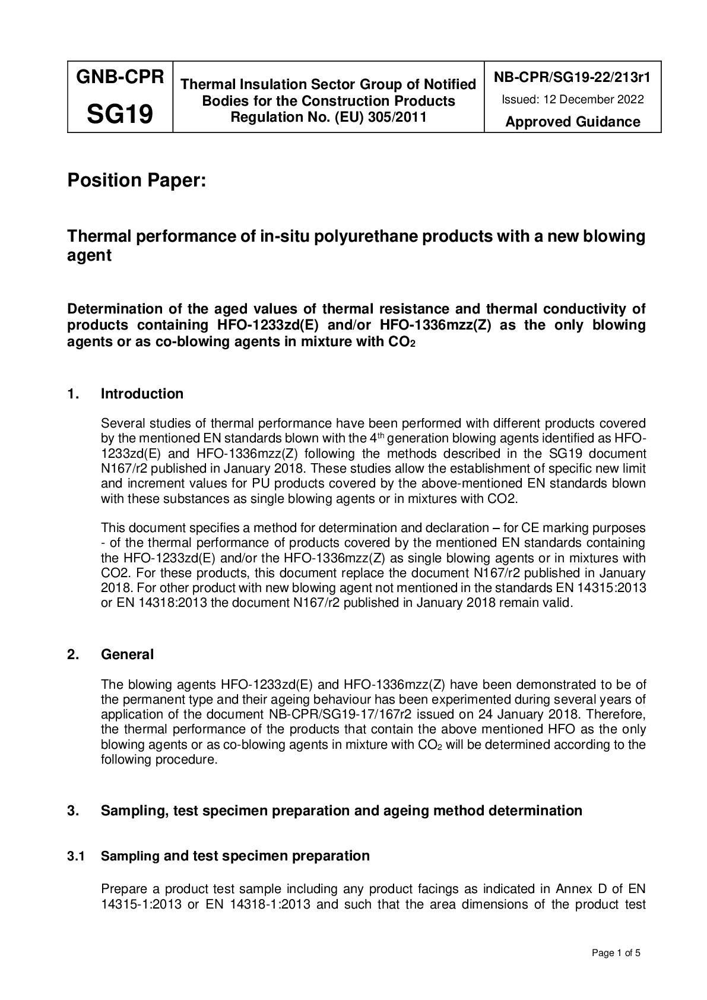 GNB-CPR
SG19
Thermal Insulation Sector Group of Notified
Bodies for the Construction Products
Regulation No. (EU) 305/2011
NB-CPR/SG19-22/213r1
Issued: 12 December 2022
Approved Guidance
Position Paper:
Thermal performance of in-situ polyurethane products with a new blowing
agent
Determination of the aged values of thermal resistance and thermal conductivity of
products containing HFO-1233zd(E) and/or HFO-1336mzz(Z) as the only blowing
agents or as co-blowing agents in mixture with CO₂
1. Introduction
Several studies of thermal performance have been performed with different products covered
by the mentioned EN standards blown with the 4th generation blowing agents identified as HFO-
1233zd(E) and HFO-1336mzz(Z) following the methods described in the SG19 document
N167/r2 published in January 2018. These studies allow the establishment of specific new limit
and increment values for PU products covered by the above-mentioned EN standards blown
with these substances as single blowing agents or in mixtures with CO2.
This document specifies a method for determination and declaration – for CE marking purposes
- of the thermal performance of products covered by the mentioned EN standards containing
the HFO-1233zd(E) and/or the HFO-1336mzz(Z) as single blowing agents or in mixtures with
CO2. For these products, this document replace the document N167/r2 published in January
2018. For other product with new blowing agent not mentioned in the standards EN 14315:2013
or EN 14318:2013 the document N167/r2 published in January 2018 remain valid.
2. General
The blowing agents HFO-1233zd(E) and HFO-1336mzz(Z) have been demonstrated to be of
the permanent type and their ageing behaviour has been experimented during several years of
application of the document NB-CPR/SG19-17/167r2 issued on 24 January 2018. Therefore,
the thermal performance of the products that contain the above mentioned HFO as the only
blowing agents or as co-blowing agents in mixture with CO₂ will be determined according to the
following procedure.
3. Sampling, test specimen preparation and ageing method determination
3.1 Sampling and test specimen preparation
Prepare a product test sample including any product facings as indicated in Annex D of EN
14315-1:2013 or EN 14318-1:2013 and such that the area dimensions of the product test
Page 1 of 5